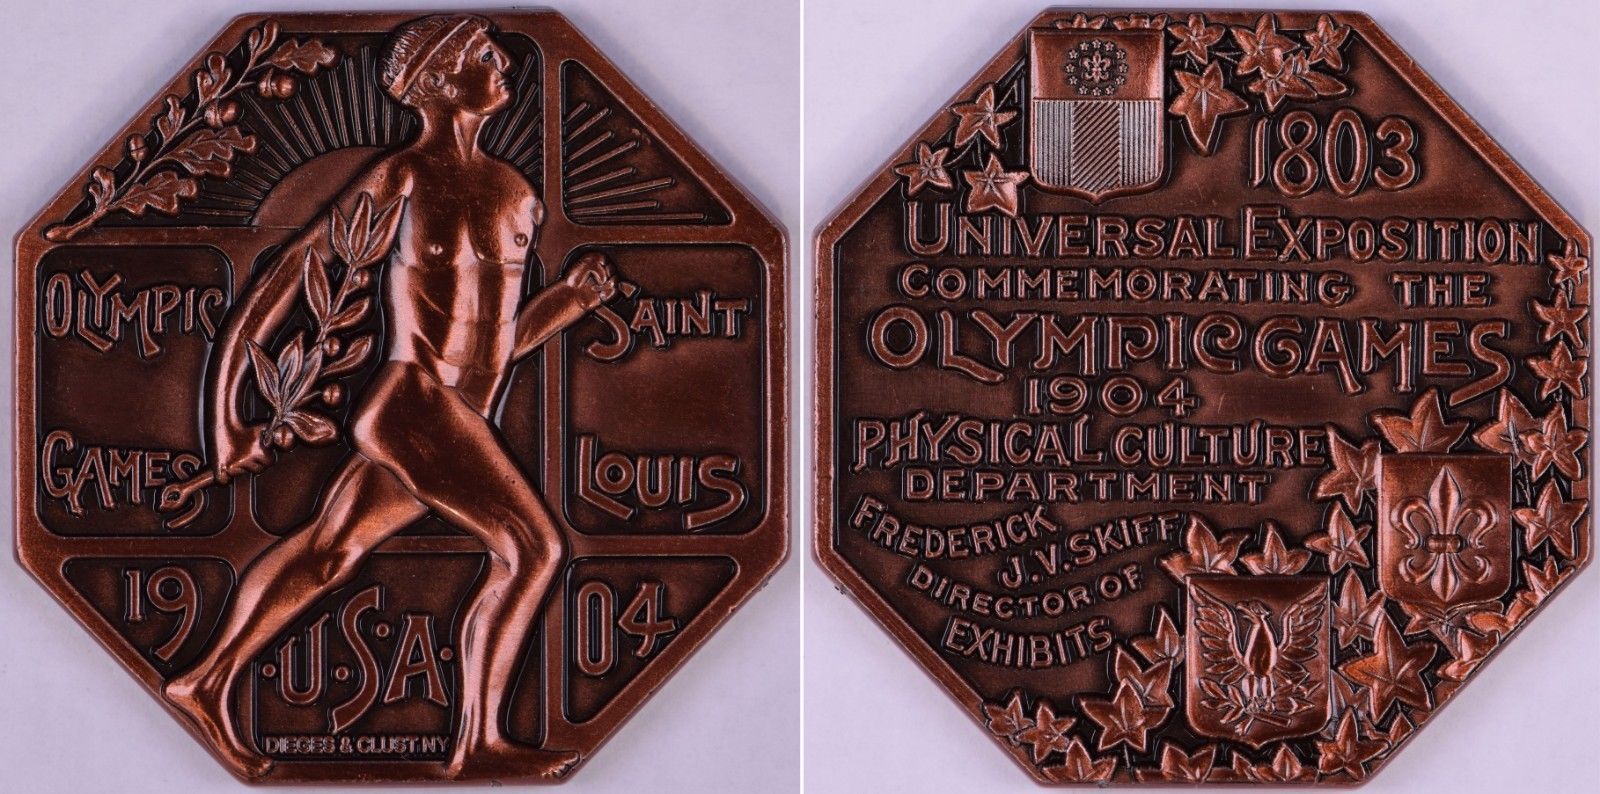 OLYMPIC SAINT
GAMES LOUIS
19 04
·U·S·A·
DIEGES & CLUST NY
1803
UNIVERSAL EXPOSITION
COMMEMORATING THE
OLYMPIC GAMES
1904
PHYSICAL CULTURE
DEPARTMENT
FREDERICK
J.V. SKIFF
DIRECTOR OF
EXHIBITS